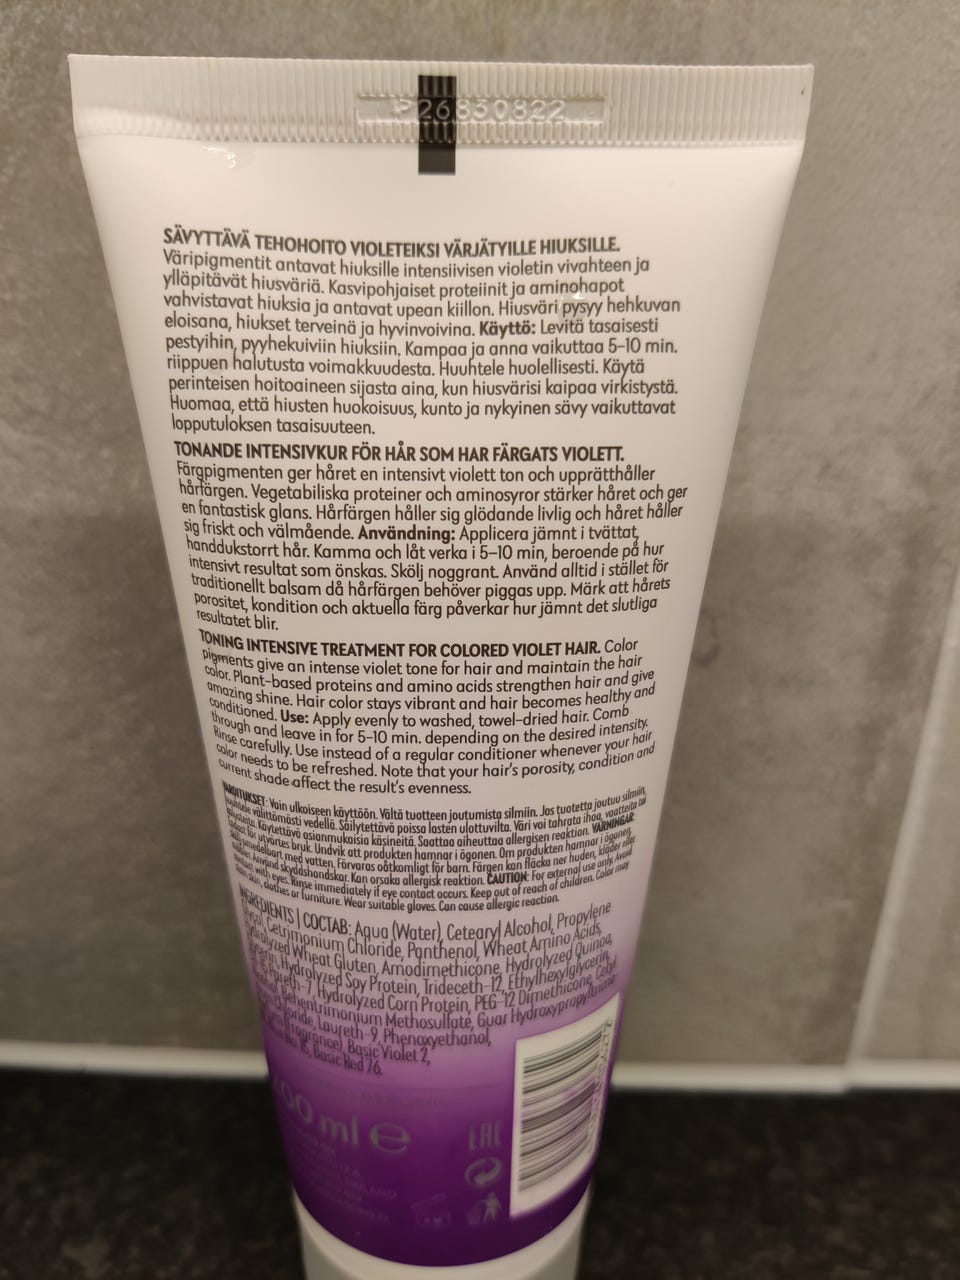 P26830822
SÄVYTTÄVÄ TEHOHOITO VIOLETEIKSI VÄRJÄTYILLE HIUKSILLE.
Väripigmentit antavat hiuksille intensiivisen violetin vivahteen ja
ylläpitävät hiusväriä. Kasvipohjaiset proteiinit ja aminohapot
vahvistavat hiuksia ja antavat upean kiillon. Hiusväri pysyy hehkuvan
eloisana, hiukset terveinä ja hyvinvoivina. Käyttö: Levitä tasaisesti
pestyihin, pyyhekuiviin hiuksiin. Kampaa ja anna vaikuttaa 5-10 min.
riippuen halutusta voimakkuudesta. Huuhtele huolellisesti. Käytä
perinteisen hoitoaineen sijasta aina, kun hiusvärisi kaipaa virkistystä.
Huomaa, että hiusten huokoisuus, kunto ja nykyinen sävy vaikuttavat
lopputuloksen tasaisuuteen.
TONANDE INTENSIVKUR FÖR HÅR SOM HAR FÄRGATS VIOLETT.
Färgpigmenten ger håret en intensivt violett ton och upprätthåller
hårfärgen. Vegetabiliska proteiner och aminosyror stärker håret och ger
en fantastisk glans. Hårfärgen håller sig glödande livlig och håret håller
sig friskt och välmående. Användning: Applicera jämnt i tvättat,
handdukstorrt hår. Kamma och låt verka i 5-10 min, beroende på hur
intensivt resultat som önskas. Skölj noggrant. Använd alltid i stället för
traditionellt balsam då hårfärgen behöver piggas upp. Märk att hårets
porositet, kondition och aktuella färg påverkar hur jämnt det slutliga
resultatet blir.
TONING INTENSIVE TREATMENT FOR COLORED VIOLET HAIR. Color
pigments give an intense violet tone for hair and maintain the hair
color. Plant-based proteins and amino acids strengthen hair and give
amazing shine. Hair color stays vibrant and hair becomes healthy and
conditioned. Use: Apply evenly to washed, towel-dried hair. Comb
through and leave in for 5-10 min. depending on the desired intensity.
Rinse carefully. Use instead of a regular conditioner whenever your hair
color needs to be refreshed. Note that your hair's porosity, condition and
current shade affect the result's evenness.
VAROITUKSET: Vain ulkoiseen käyttöön. Vältä tuotteen joutumista silmiin. Jos tuotetta joutuu silmiin,
huuhtele välittömästi vedellä. Säilytettävä poissa lasten ulottuvilta. Väri voi tahrata ihoa, vaatteita tai
kalusteita. Käytettävä asianmukaisia käsineitä. Saattaa aiheuttaa allergisen reaktion. VARNINGAR:
Endast för utvärtes bruk. Undvik att produkten hamnar i ögonen. Om produkten hamnar i ögonen,
skölj omedelbart med vatten. Förvaras oåtkomligt för barn. Färgen kan fläcka ner huden, kläder eller
möbler. Använd skyddshandskar. Kan orsaka allergisk reaktion. CAUTION: For external use only. Avoid
contact with eyes. Rinse immediately if eye contact occurs. Keep out of reach of children. Color may
stain skin, clothes or furniture. Wear suitable gloves. Can cause allergic reaction.
INGREDIENTS | COCTAB: Aqua (Water), Cetearyl Alcohol, Propylene
Glycol, Cetrimonium Chloride, Panthenol, Wheat Amino Acids,
Hydrolyzed Wheat Gluten, Amodimethicone, Hydrolyzed Quinoa,
Hydrolyzed Soy Protein, Trideceth-12, Ethylhexylglycerin,
Hydrolyzed Corn Protein, PEG-12 Dimethicone, Cetyl
Behentrimonium Methosulfate, Guar Hydroxypropyltrimonium
Chloride, Laureth-9, Phenoxyethanol,
(Fragrance), Basic Violet 2,
Basic Red 76.
ml e
EAC